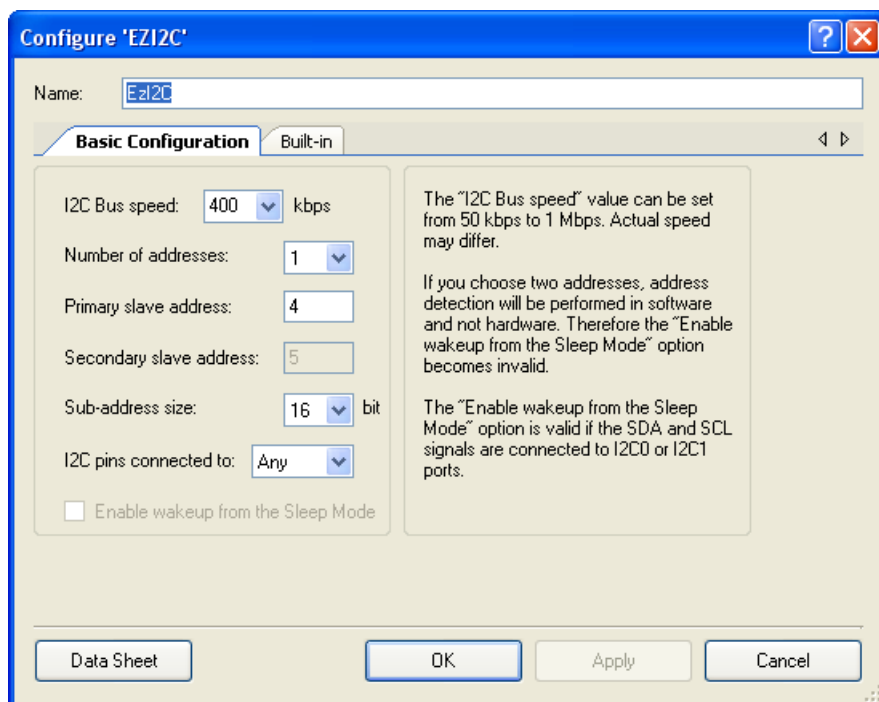 Configure 'EZI2C'
Name: EzI2C
Basic Configuration Built-in
I2C Bus speed: 400 kbps
Number of addresses: 1
Primary slave address: 4
Secondary slave address: 5
Sub-address size: 16 bit
I2C pins connected to: Any
Enable wakeup from the Sleep Mode
The "I2C Bus speed" value can be set
from 50 kbps to 1 Mbps. Actual speed
may differ.
If you choose two addresses, address
detection will be performed in software
and not hardware. Therefore the "Enable
wakeup from the Sleep Mode" option
becomes invalid.
The "Enable wakeup from the Sleep
Mode" option is valid if the SDA and SCL
signals are connected to I2C0 or I2C1
ports.
Data Sheet OK Apply Cancel